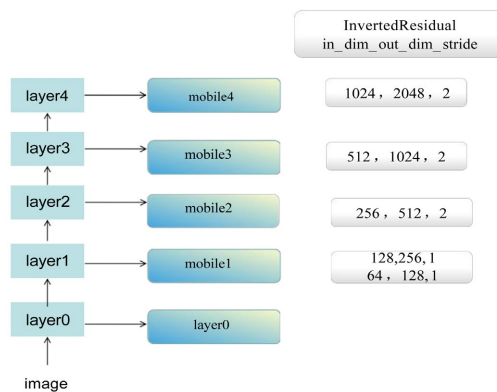 InvertedResidual
in_dim_out_dim_stride
layer4
mobile4
1024，2048，2
layer3
mobile3
512，1024，2
layer2
mobile2
256，512，2
layer1
mobile1
128,256,1
64，128,1
layer0
layer0
image